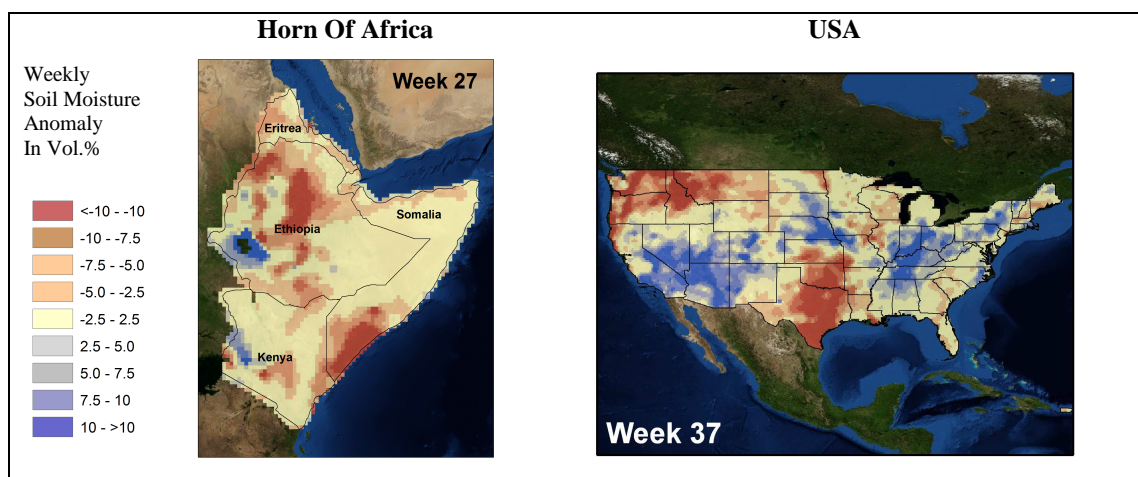 Horn Of Africa
USA
Weekly
Soil Moisture
Anomaly
In Vol.%
<-10 - -10
-10 - -7.5
-7.5 - -5.0
-5.0 - -2.5
-2.5 - 2.5
2.5 - 5.0
5.0 - 7.5
7.5 - 10
10 - >10
Week 27
Eritrea
Somalia
Ethiopia
Kenya
Week 37